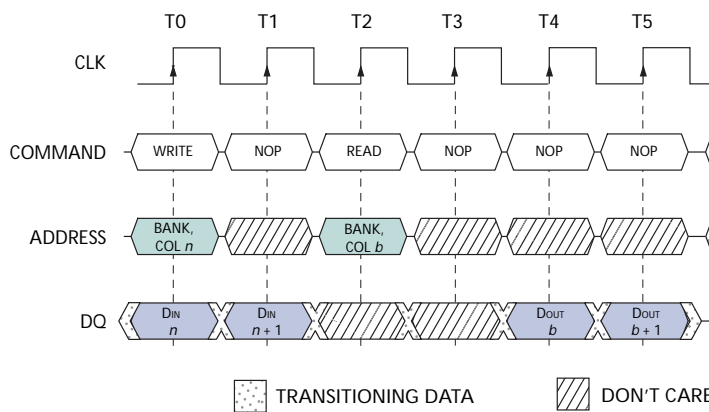 T0 T1 T2 T3 T4 T5
CLK
COMMAND WRITE NOP READ NOP NOP NOP
ADDRESS BANK, COL n BANK, COL b
DQ DIN n DIN n + 1 DOUT b DOUT b + 1
TRANSITIONING DATA DON'T CARE